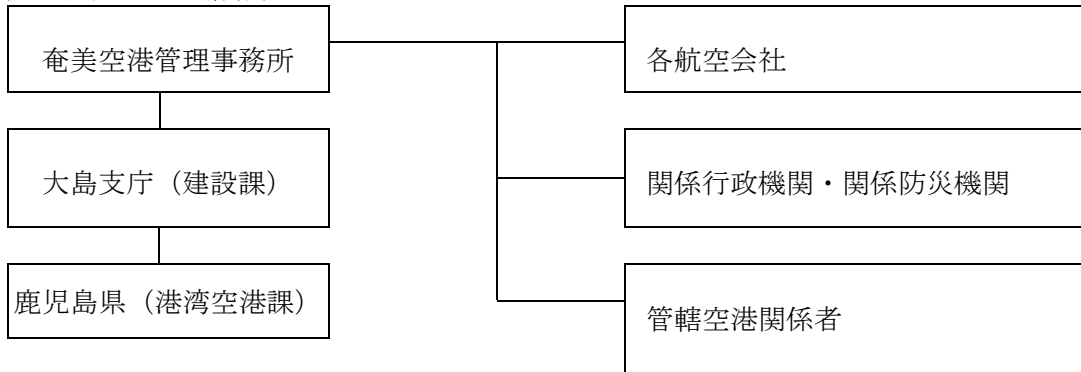 奄美空港管理事務所
各航空会社
大島支庁（建設課）
関係行政機関・関係防災機関
鹿児島県（港湾空港課）
管轄空港関係者